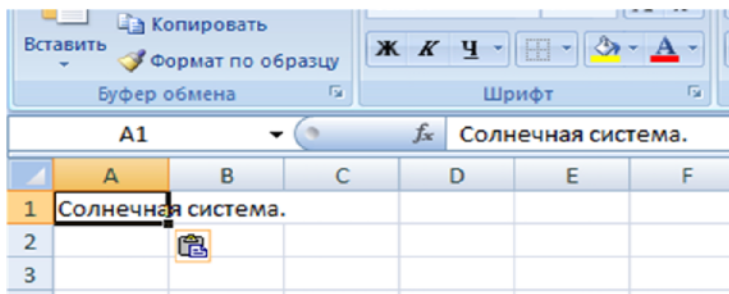 Копировать
Вставить
Формат по образцу
Ж К Ч А
Буфер обмена
Шрифт
A1
fx Солнечная система.
A B C D E F
1 Солнечная система.
2
3